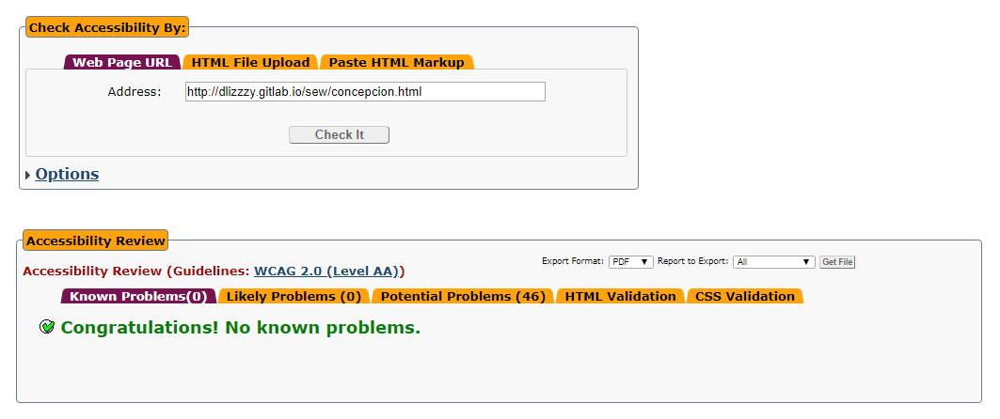 Check Accessibility By:
Web Page URL HTML File Upload Paste HTML Markup
Address: http://dlizzzy.gitlab.io/sew/concepcion.html
Check It
Options
Accessibility Review
Export Format: PDF Report to Export: All Get File
Accessibility Review (Guidelines: WCAG 2.0 (Level AA))
Known Problems(0) Likely Problems (0) Potential Problems (46) HTML Validation CSS Validation
Congratulations! No known problems.